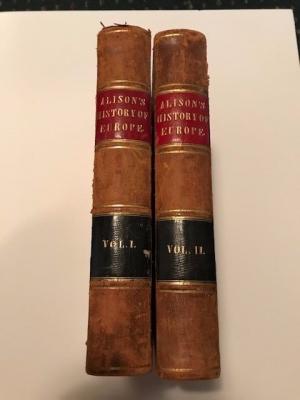 ALISON'S
HISTORY OF
EUROPE.
VOL. I.
ALISON'S
HISTORY OF
EUROPE.
VOL. II.